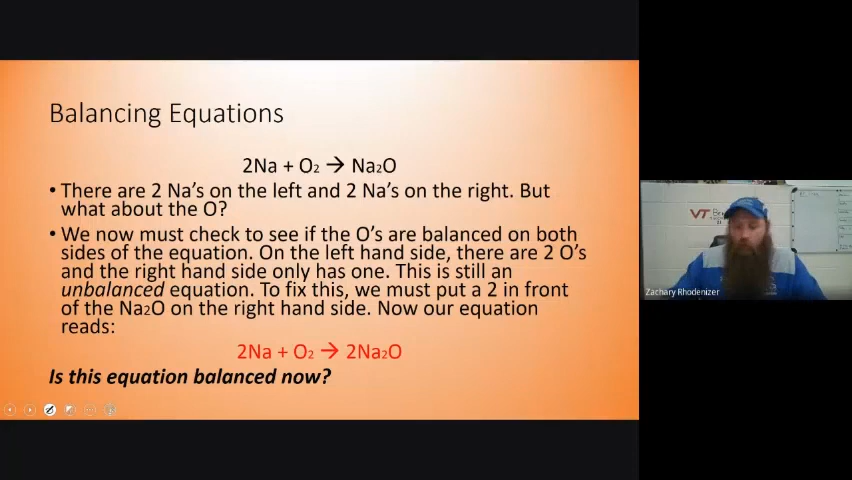 Balancing Equations
2Na + O2 → Na2O
• There are 2 Na's on the left and 2 Na's on the right. But
what about the O?
• We now must check to see if the O's are balanced on both
sides of the equation. On the left hand side, there are 2 O's
and the right hand side only has one. This is still an
unbalanced equation. To fix this, we must put a 2 in front
of the Na2O on the right hand side. Now our equation
reads:
2Na + O2 → 2Na2O
Is this equation balanced now?
VT
Zachary Rhodenizer